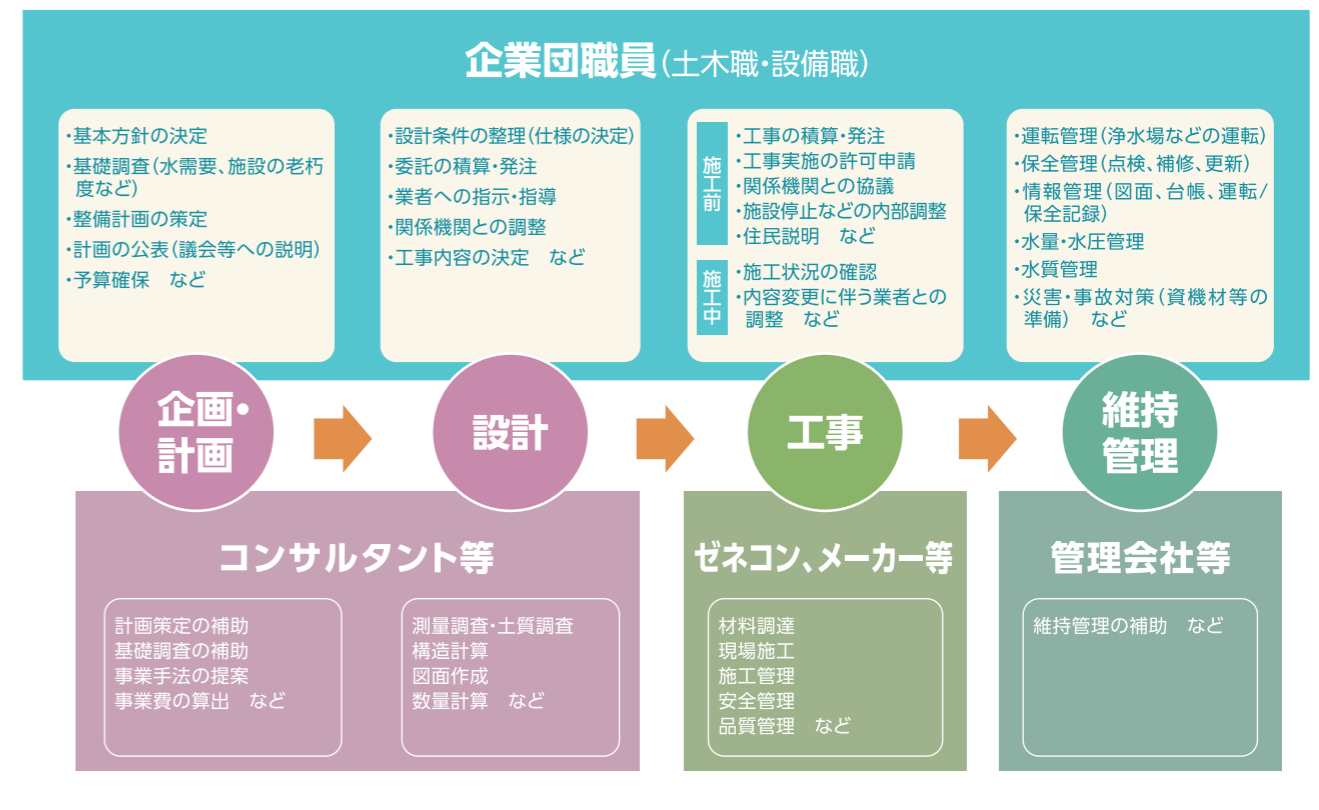 企業団職員(土木職・設備職)
・基本方針の決定
・基礎調査(水需要、施設の老朽
度など)
・整備計画の策定
・計画の公表(議会等への説明)
・予算確保　など
・設計条件の整理(仕様の決定)
・委託の積算・発注
・業者への指示・指導
・関係機関との調整
・工事内容の決定　など
施工前
・工事の積算・発注
・工事実施の許可申請
・関係機関との協議
・施設停止などの内部調整
・住民説明　など
施工中
・施工状況の確認
・内容変更に伴う業者との
調整　など
・運転管理(浄水場などの運転)
・保全管理(点検、補修、更新)
・情報管理(図面、台帳、運転/
保全記録)
・水量・水圧管理
・水質管理
・災害・事故対策(資機材等の
準備)　など
企画・
計画
設計
工事
維持
管理
コンサルタント等
計画策定の補助
基礎調査の補助
事業手法の提案
事業費の算出　など
測量調査・土質調査
構造計算
図面作成
数量計算　など
ゼネコン、メーカー等
材料調達
現場施工
施工管理
安全管理
品質管理　など
管理会社等
維持管理の補助　など